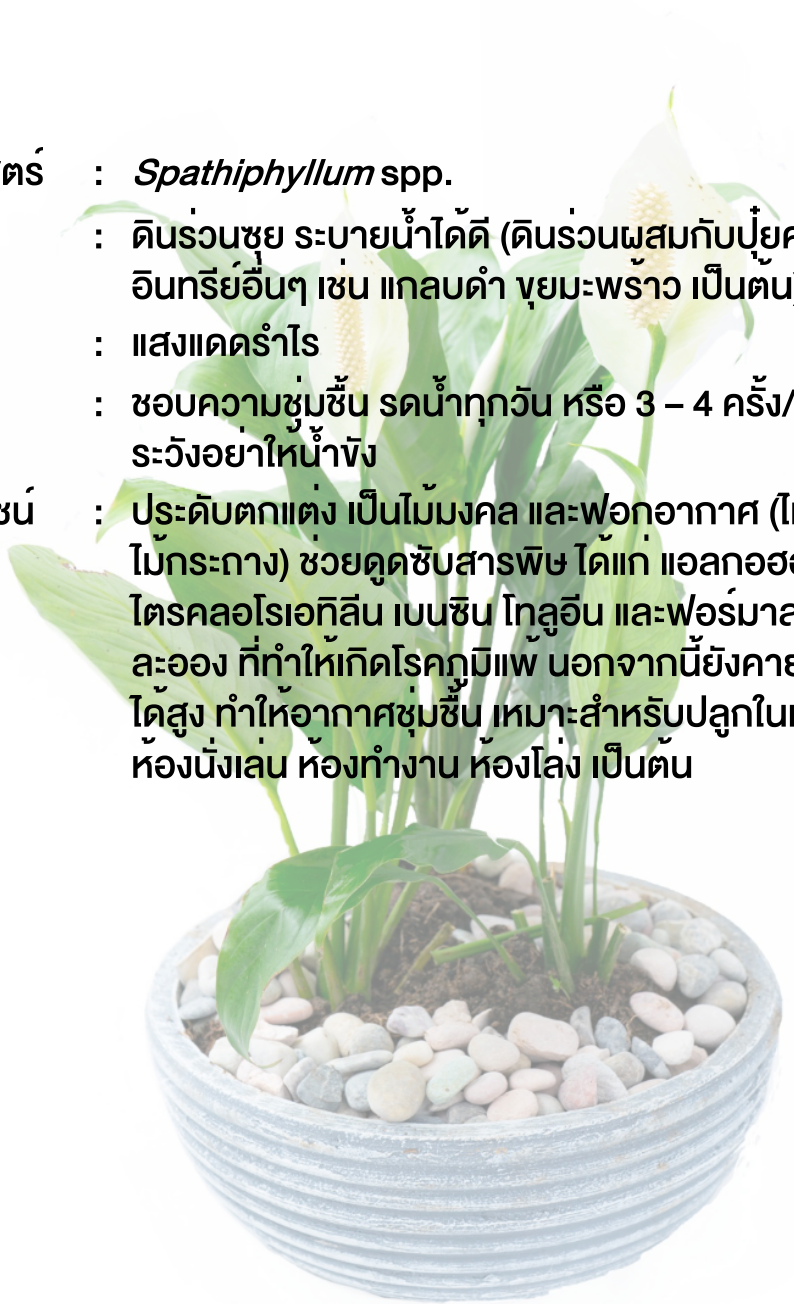 ตร์ : Spathiphyllum spp.
: ดินร่วนซุย ระบายน้ำได้ดี (ดินร่วนผสมกับปุ๋ย
อินทรีย์อื่นๆ เช่น แกลบดำ ขุยมะพร้าว เป็นต้น)
: แสงแดดรำไร
: ชอบความชุ่มชื้น รดน้ำทุกวัน หรือ 3 – 4 ครั้ง/
ระวังอย่าให้น้ำขัง
ชน์ : ประดับตกแต่ง เป็นไม้มงคล และฟอกอากาศ (
ไม้กระถาง) ช่วยดูดซับสารพิษ ได้แก่ แอลกอฮอ
ไตรคลอโรเอทิลีน เบนซิน โทลูอีน และฟอร์มาล
ละออง ที่ทำให้เกิดโรคภูมิแพ้ นอกจากนี้ยังคาย
ได้สูง ทำให้อากาศชุ่มชื้น เหมาะสำหรับปลูกใน
ห้องนั่งเล่น ห้องทำงาน ห้องโล่ง เป็นต้น